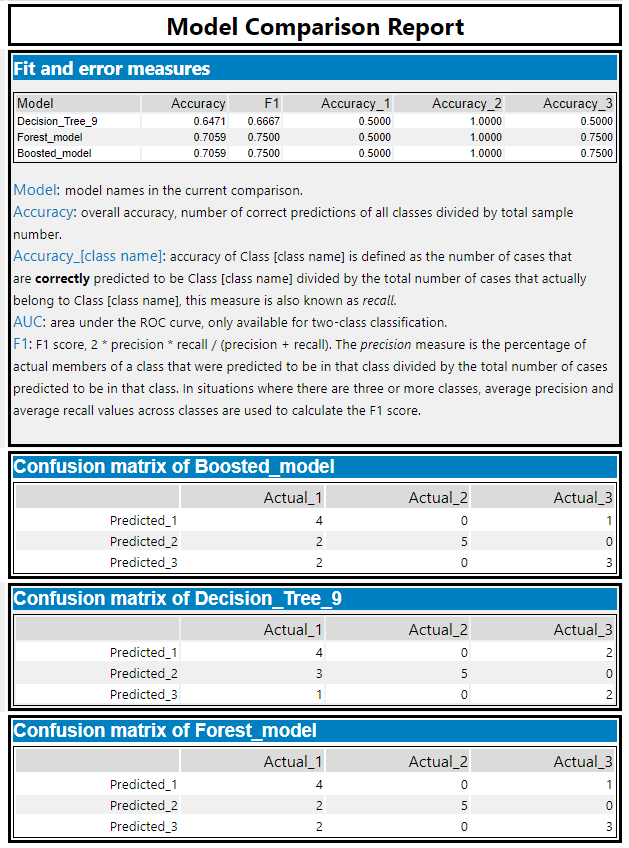 Model Comparison Report
Fit and error measures
Model Accuracy F1 Accuracy_1 Accuracy_2 Accuracy_3
Decision_Tree_9 0.6471 0.6667 0.5000 1.0000 0.5000
Forest_model 0.7059 0.7500 0.5000 1.0000 0.7500
Boosted_model 0.7059 0.7500 0.5000 1.0000 0.7500
Model: model names in the current comparison.
Accuracy: overall accuracy, number of correct predictions of all classes divided by total sample
number.
Accuracy_[class name]: accuracy of Class [class name] is defined as the number of cases that
are correctly predicted to be Class [class name] divided by the total number of cases that actually
belong to Class [class name], this measure is also known as recall.
AUC: area under the ROC curve, only available for two-class classification.
F1: F1 score, 2 * precision * recall / (precision + recall). The precision measure is the percentage of
actual members of a class that were predicted to be in that class divided by the total number of cases
predicted to be in that class. In situations where there are three or more classes, average precision and
average recall values across classes are used to calculate the F1 score.
Confusion matrix of Boosted_model
Actual_1 Actual_2 Actual_3
Predicted_1 4 0 1
Predicted_2 2 5 0
Predicted_3 2 0 3
Confusion matrix of Decision_Tree_9
Actual_1 Actual_2 Actual_3
Predicted_1 4 0 2
Predicted_2 3 5 0
Predicted_3 1 0 2
Confusion matrix of Forest_model
Actual_1 Actual_2 Actual_3
Predicted_1 4 0 1
Predicted_2 2 5 0
Predicted_3 2 0 3